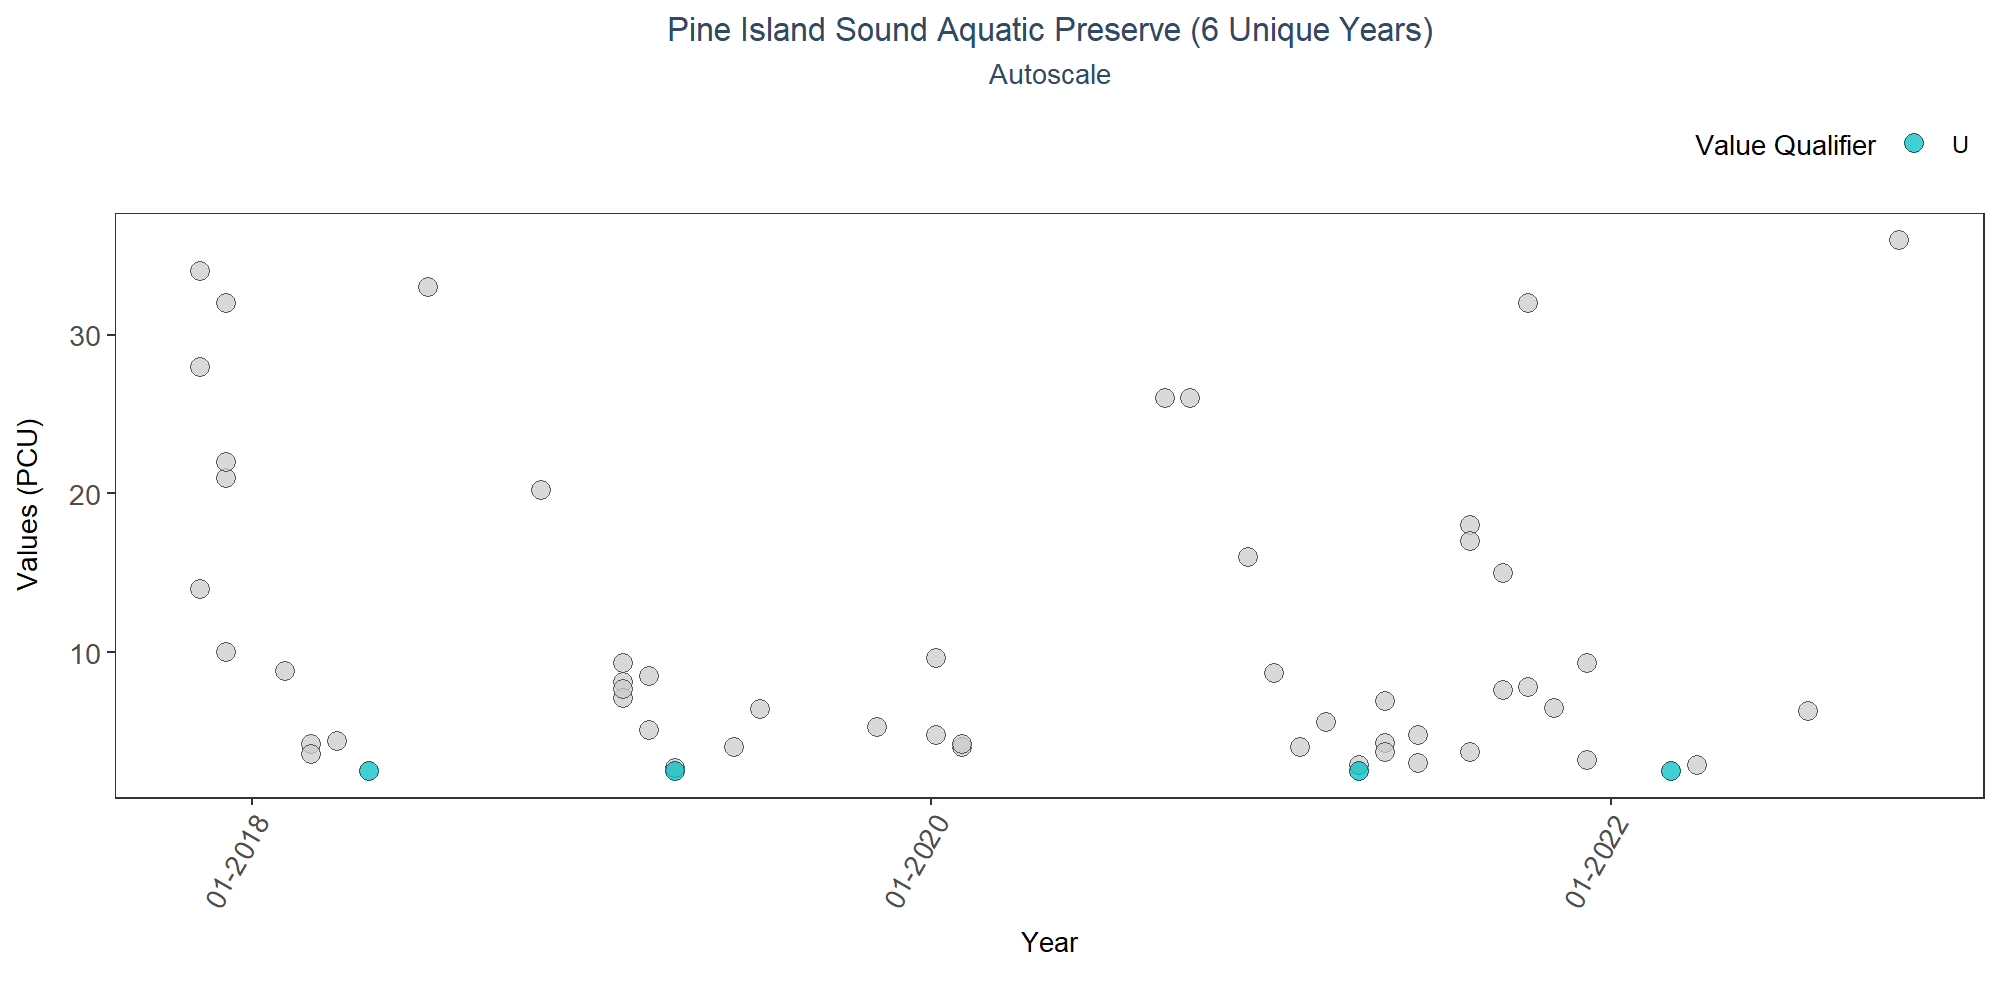 Pine Island Sound Aquatic Preserve (6 Unique Years)
Autoscale
Value Qualifier U
Values (PCU)
30
20
10
01-2018 01-2020 01-2022
Year